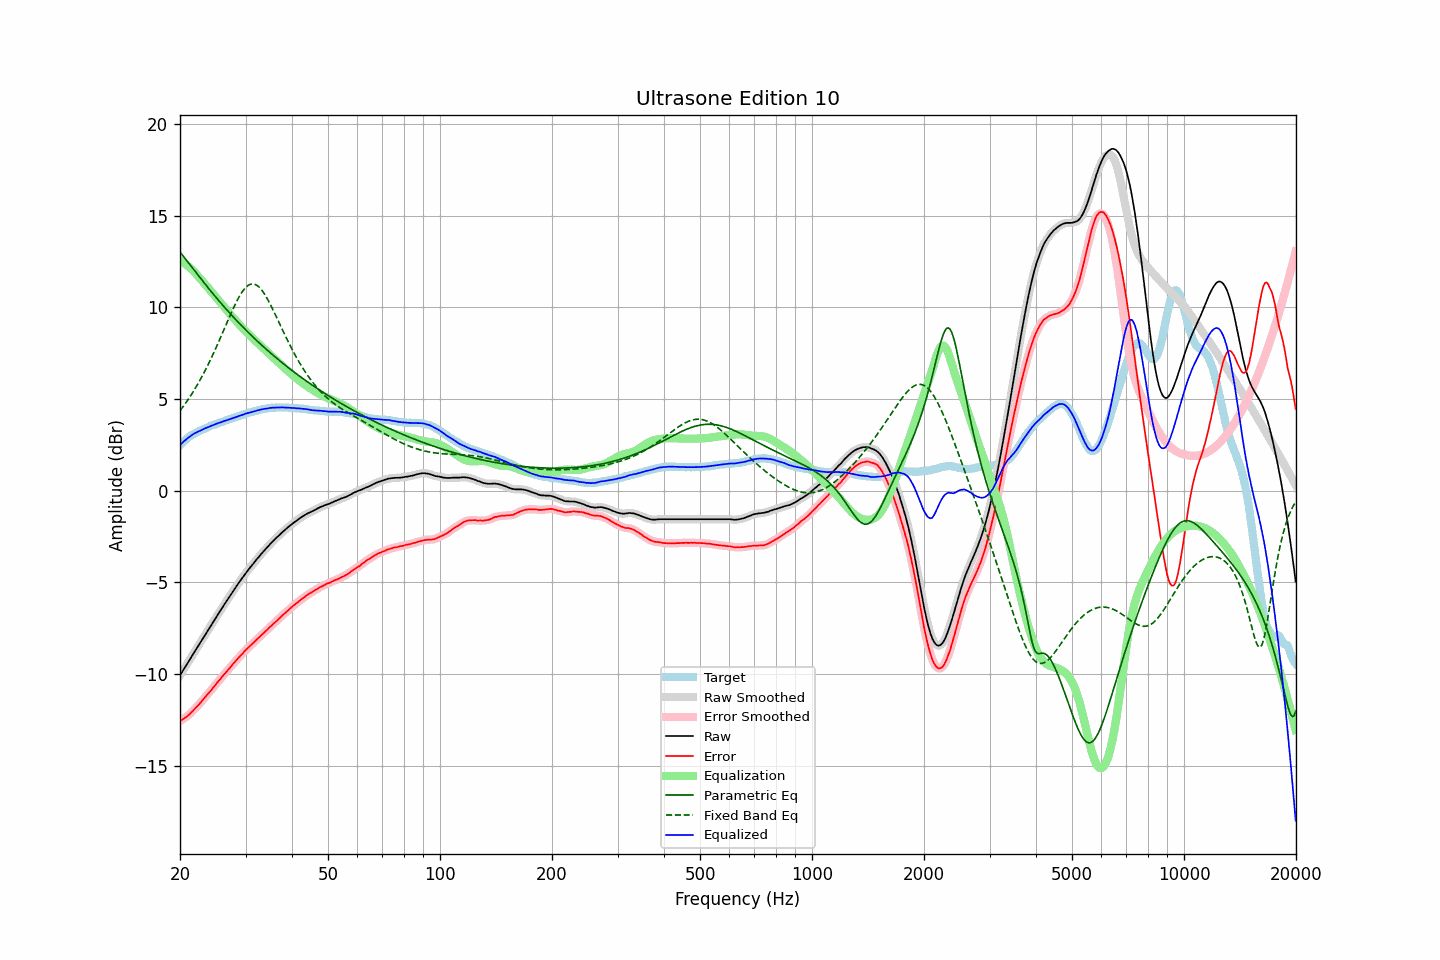 Ultrasone Edition 10
Amplitude (dBr)
20
15
10
5
0
−5
−10
−15
Target
Raw Smoothed
Error Smoothed
Raw
Error
Equalization
Parametric Eq
Fixed Band Eq
Equalized
20 50 100 200 500 1000 2000 5000 10000 20000
Frequency (Hz)